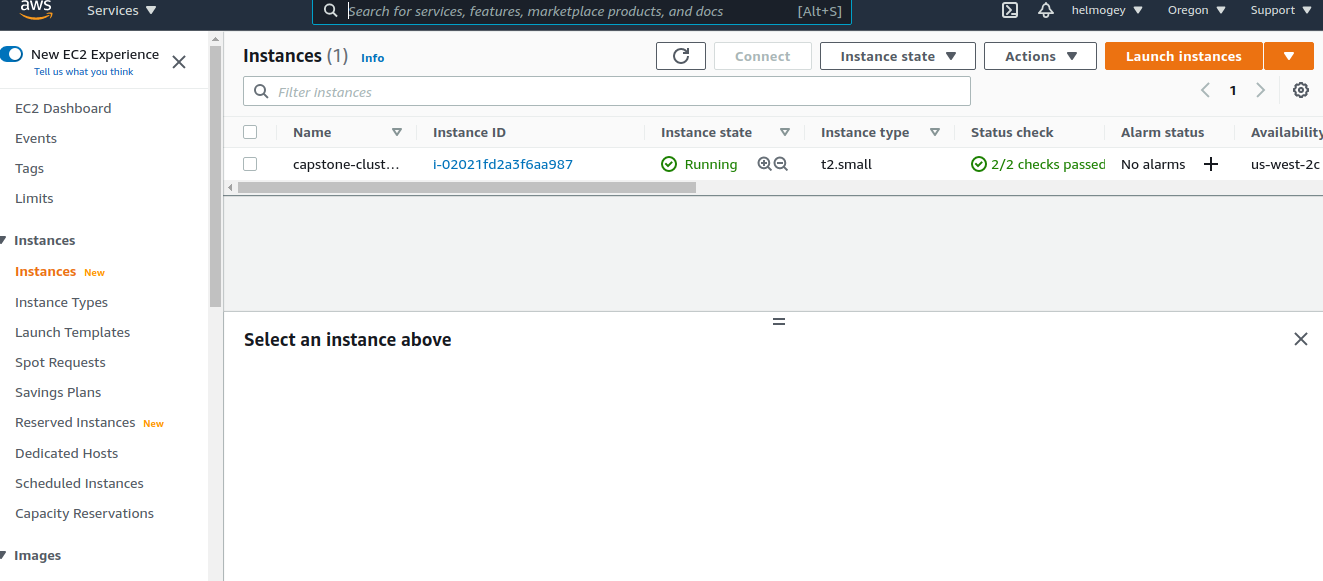 aws Services Search for services, features, marketplace products, and docs [Alt+S] helmogey Oregon Support
New EC2 Experience
Tell us what you think
EC2 Dashboard
Events
Tags
Limits
Instances
Instances New
Instance Types
Launch Templates
Spot Requests
Savings Plans
Reserved Instances New
Dedicated Hosts
Scheduled Instances
Capacity Reservations
Images
Instances (1) Info Connect Instance state Actions Launch instances
Filter instances 1
Name Instance ID Instance state Instance type Status check Alarm status Availability
capstone-clust... i-02021fd2a3f6aa987 Running t2.small 2/2 checks passed No alarms + us-west-2c
Select an instance above